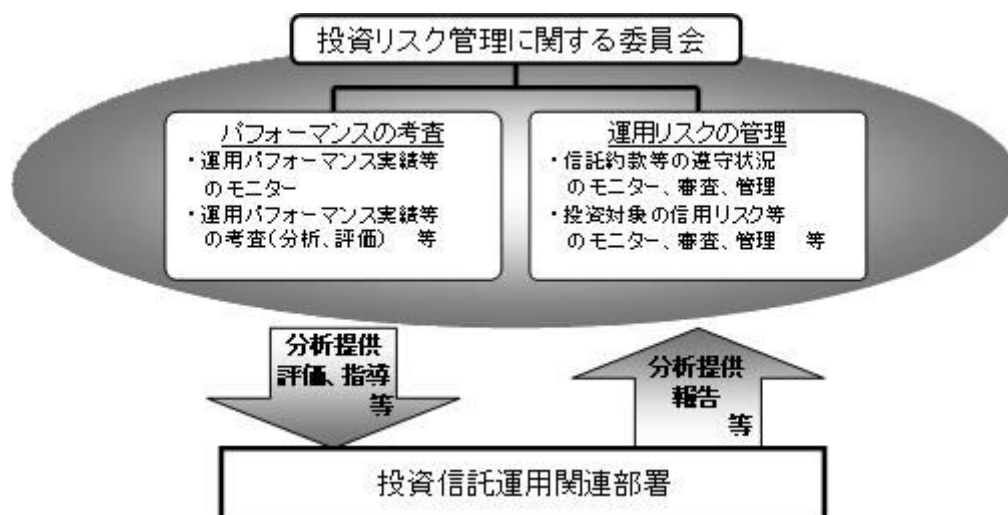 投資リスク管理に関する委員会
パフォーマンスの考査
・運用パフォーマンス実績等
のモニター
・運用パフォーマンス実績等
の考査(分析、評価) 等
運用リスクの管理
・信託約款等の遵守状況
のモニター、審査、管理
・投資対象の信用リスク等
のモニター、審査、管理 等
分析提供
評価、指導
等
分析提供
報告
等
投資信託運用関連部署